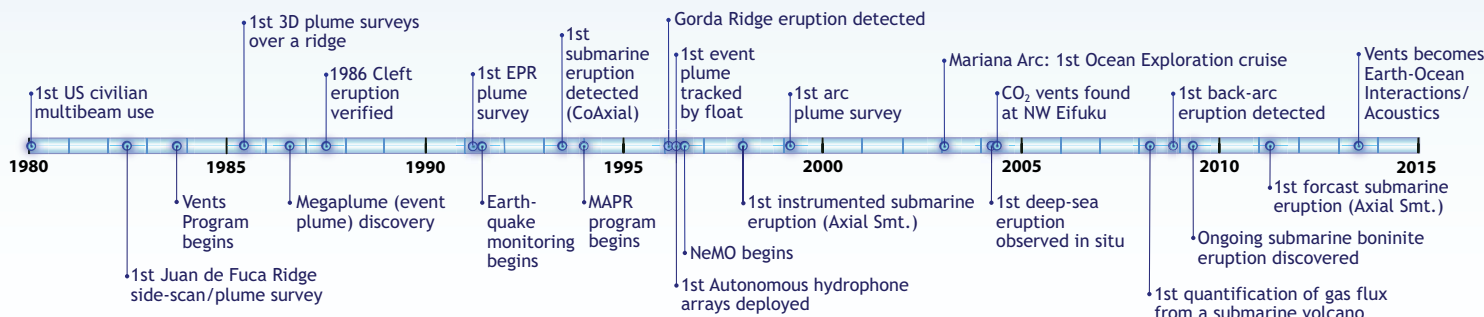 1st 3D plume surveys
over a ridge
Gorda Ridge eruption detected
1st
submarine
eruption
detected
(CoAxial)
1st event
plume
tracked
by float
Mariana Arc: 1st Ocean Exploration cruise
Vents becomes
Earth-Ocean
Interactions/
Acoustics
1986 Cleft
eruption
verified
1st EPR
plume
survey
1st US civilian
multibeam use
1st arc
plume survey
CO2 vents found
at NW Eifuku
1st back-arc
eruption detected
1980
1985
1990
1995
2000
2005
2010
2015
Vents
Program
begins
Megaplume (event
plume) discovery
Earth-
quake
monitoring
begins
MAPR
program
begins
1st instrumented submarine
eruption (Axial Smt.)
1st deep-sea
eruption
observed in situ
1st forcast submarine
eruption (Axial Smt.)
NeMO begins
Ongoing submarine boninite
eruption discovered
1st Juan de Fuca Ridge
side-scan/plume survey
1st Autonomous hydrophone
arrays deployed
1st quantification of gas flux
from a submarine volcano